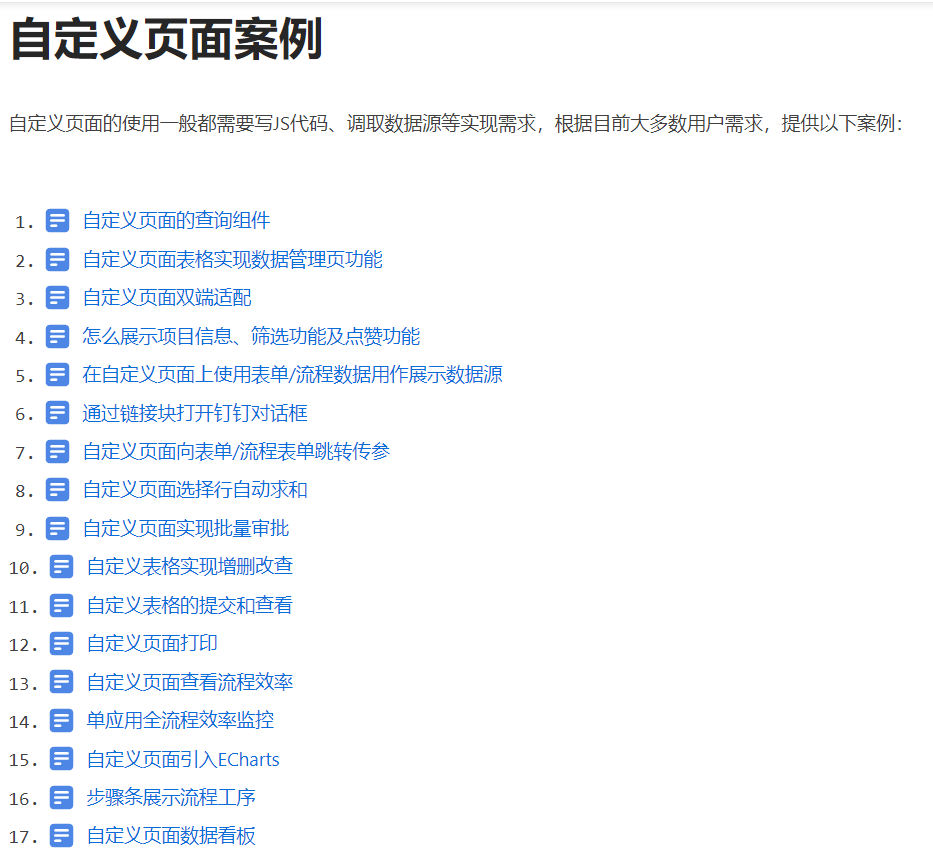 自定义页面案例
自定义页面的使用一般都需要写JS代码、调取数据源等实现需求，根据目前大多数用户需求，提供以下案例：
1. 自定义页面的查询组件
2. 自定义页面表格实现数据管理页功能
3. 自定义页面双端适配
4. 怎么展示项目信息、筛选功能及点赞功能
5. 在自定义页面上使用表单/流程数据用作展示数据源
6. 通过链接块打开钉钉对话框
7. 自定义页面向表单/流程表单跳转传参
8. 自定义页面选择行自动求和
9. 自定义页面实现批量审批
10. 自定义表格实现增删改查
11. 自定义表格的提交和查看
12. 自定义页面打印
13. 自定义页面查看流程效率
14. 单应用全流程效率监控
15. 自定义页面引入ECharts
16. 步骤条展示流程工序
17. 自定义页面数据看板